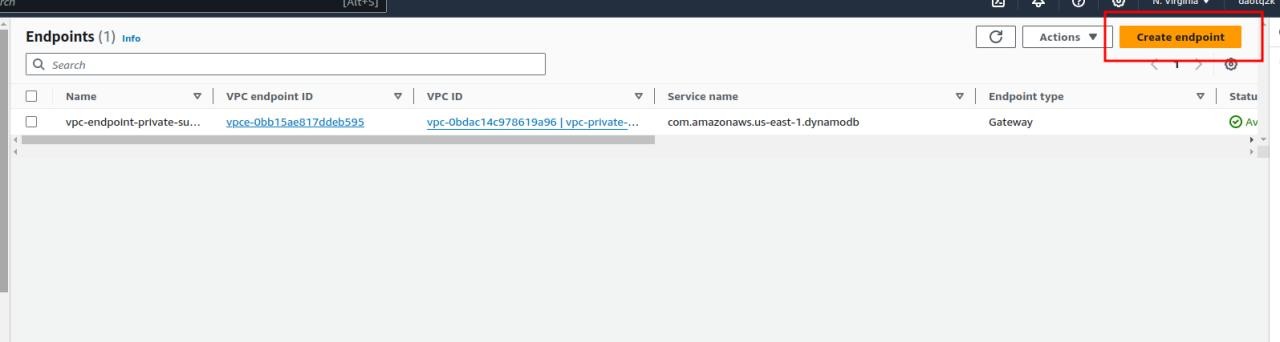 rch [Alt+S] N. Virginia daotq2k
Endpoints (1) Info Actions Create endpoint
Search 1
Name VPC endpoint ID VPC ID Service name Endpoint type Statu
vpc-endpoint-private-su... vpce-0bb15ae817ddeb595 vpc-0bdac14c978619a96 | vpc-private-... com.amazonaws.us-east-1.dynamodb Gateway Av